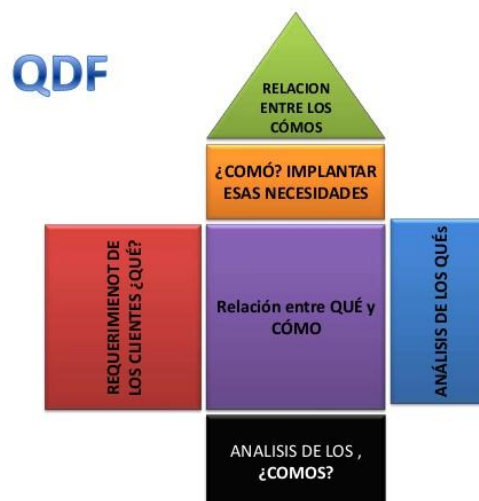 QDF
RELACION
ENTRE LOS
CÓMOS
¿COMÓ? IMPLANTAR
ESAS NECESIDADES
REQUERIMIENOT DE
LOS CLIENTES ¿QUÉ?
Relación entre QUÉ y
CÓMO
ANÁLISIS DE LOS QUÉs
ANALISIS DE LOS ,
¿COMOS?